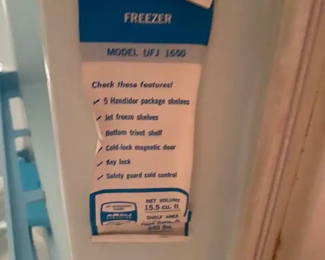 FREEZER
MODEL UFJ 1600
Check these features!
✓ 5 Handidor package shelves
✓ Jet freeze shelves
Bottom trivet shelf
✓ Cold-lock magnetic door
✓ Key lock
✓ Safety guard cold control
NET VOLUME
15.5 cu. ft
SHELF AREA